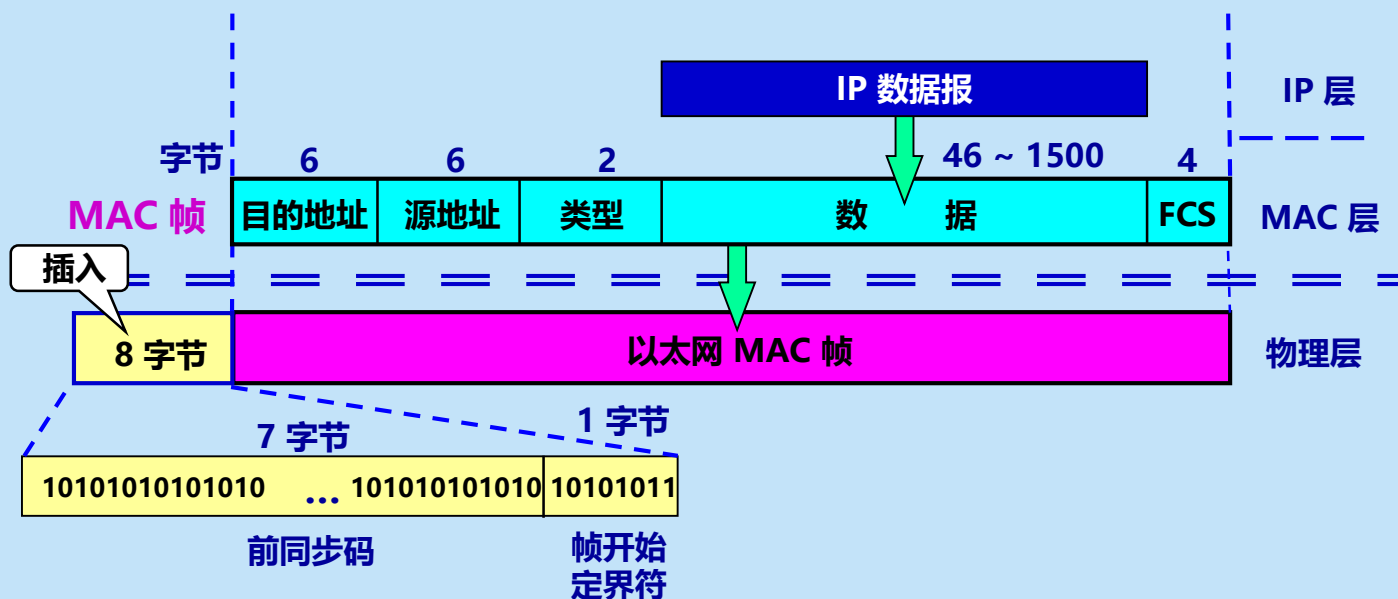 IP 数据报
IP 层
字节 6 6 2 46 ~ 1500 4
MAC 帧 目的地址 源地址 类型 数 据 FCS MAC 层
插入
8 字节 以太网 MAC 帧 物理层
7 字节 1 字节
10101010101010 ... 101010101010 10101011
前同步码 帧开始
定界符